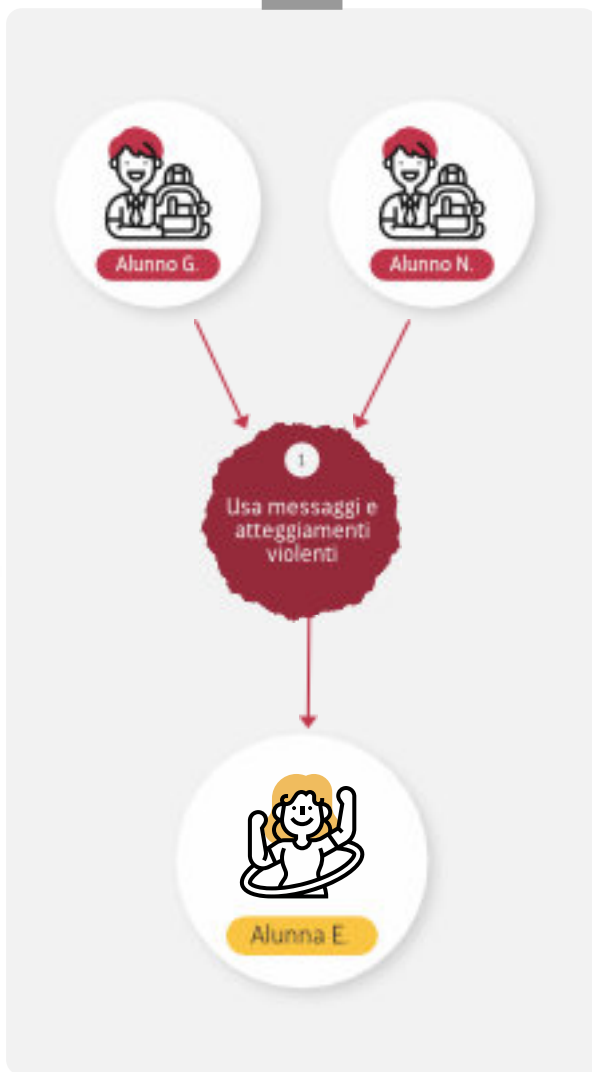 Alunno G.
Alunno N.
1
Usa messaggi e
atteggiamenti
violenti
Alunna E.